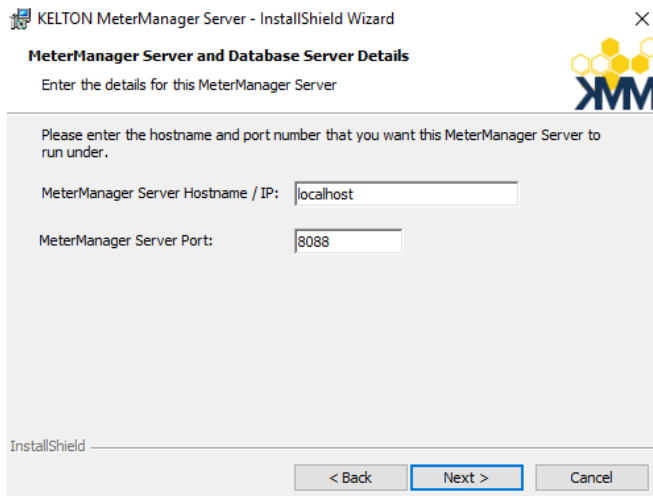 KELTON MeterManager Server - InstallShield Wizard
MeterManager Server and Database Server Details
Enter the details for this MeterManager Server
KMM
Please enter the hostname and port number that you want this MeterManager Server to
run under.
MeterManager Server Hostname / IP: localhost
MeterManager Server Port: 8088
InstallShield
< Back Next > Cancel